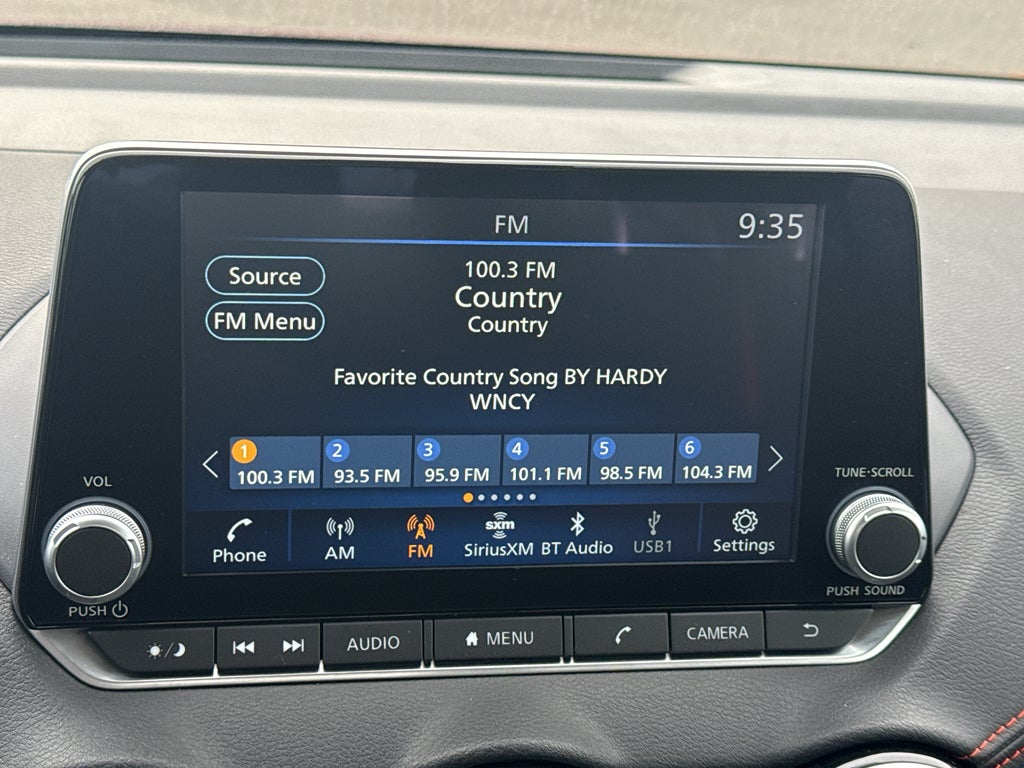 FM
9:35
Source
FM Menu
100.3 FM
Country
Country
Favorite Country Song BY HARDY
WNCY
1 2 3 4 5 6
100.3 FM 93.5 FM 95.9 FM 101.1 FM 98.5 FM 104.3 FM
Phone AM FM SiriusXM BT Audio USB1 Settings
sxm
VOL
PUSH
TUNE·SCROLL
PUSH SOUND
AUDIO MENU CAMERA